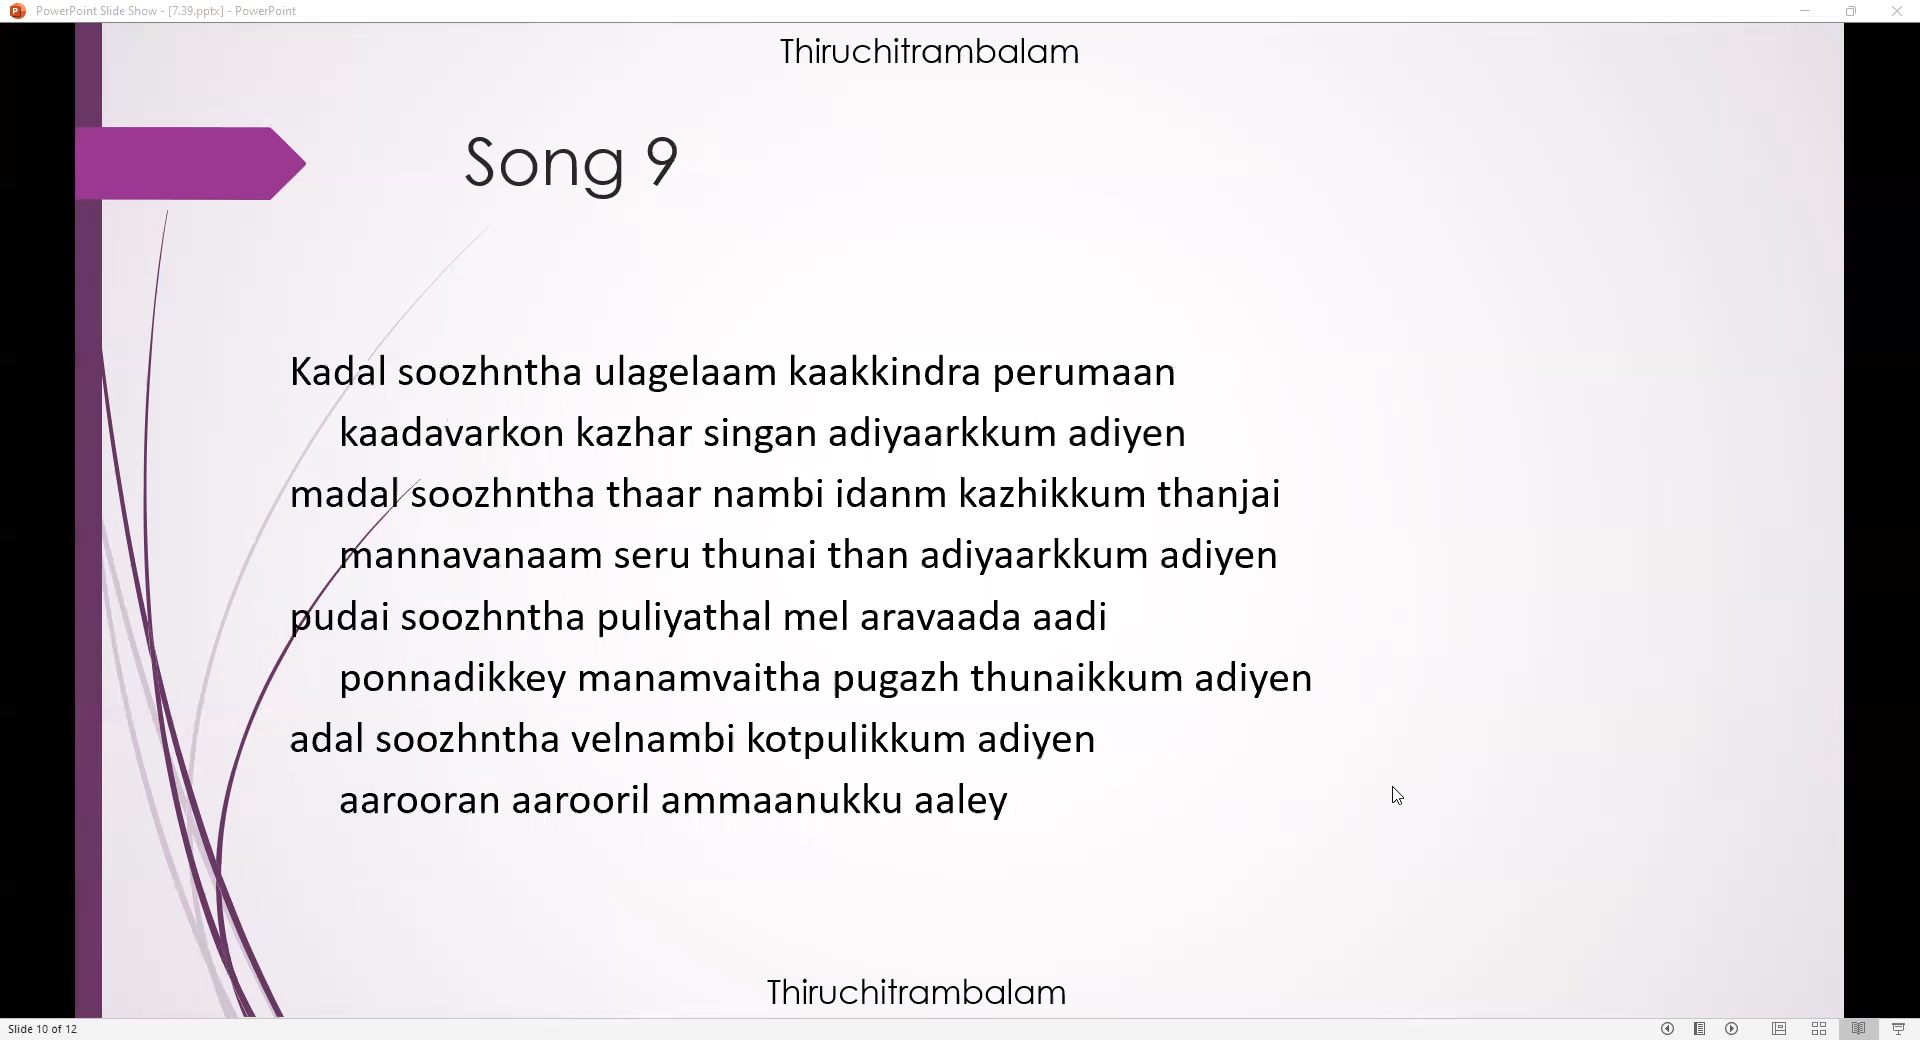 PowerPoint Slide Show - [7.39.pptx] - PowerPoint
Thiruchitrambalam
Song 9
Kadal soozhntha ulagelaam kaakkindra perumaan
kaadavarkon kazhar singan adiyaarkkum adiyen
madal soozhntha thaar nambi idanm kazhikkum thanjai
mannavanaam seru thunai than adiyaarkkum adiyen
pudai soozhntha puliyathal mel aravaada aadi
ponnadikkey manamvaitha pugazh thunaikkum adiyen
adal soozhntha velnambi kotpulikkum adiyen
aarooran aarooril ammaanukku aaley
Thiruchitrambalam
Slide 10 of 12